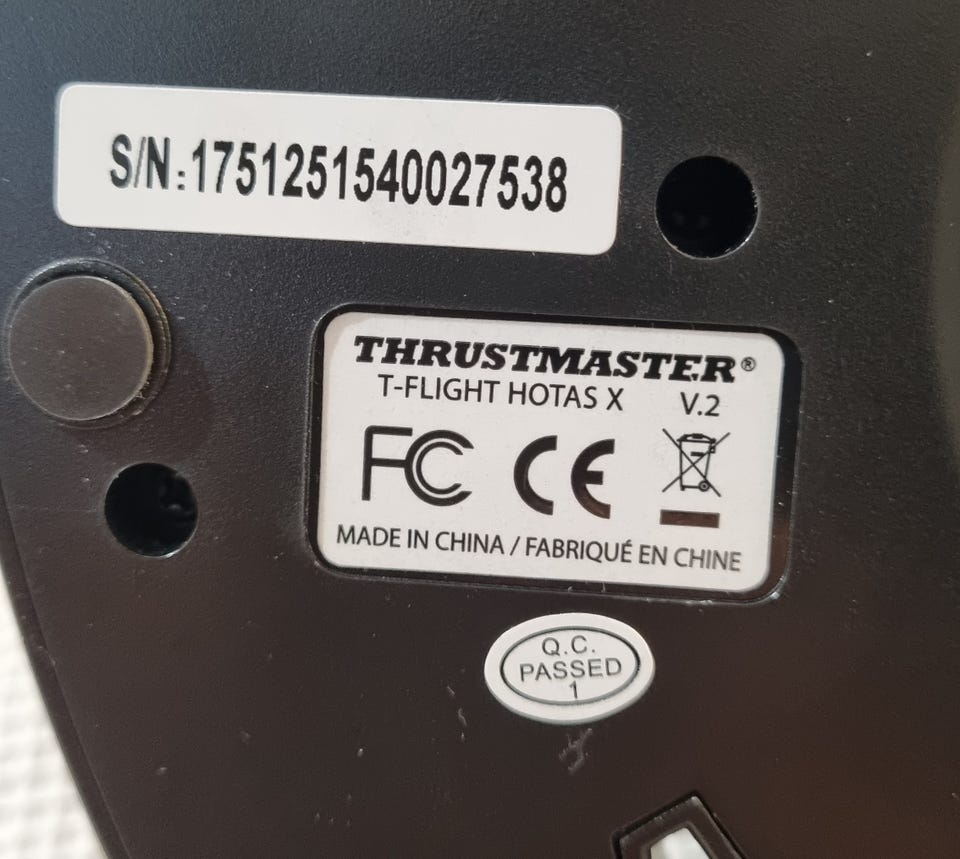 S/N:1751251540027538
THRUSTMASTER®
T-FLIGHT HOTAS X V.2
FC CE
MADE IN CHINA / FABRIQUÉ EN CHINE
Q.C.
PASSED
1